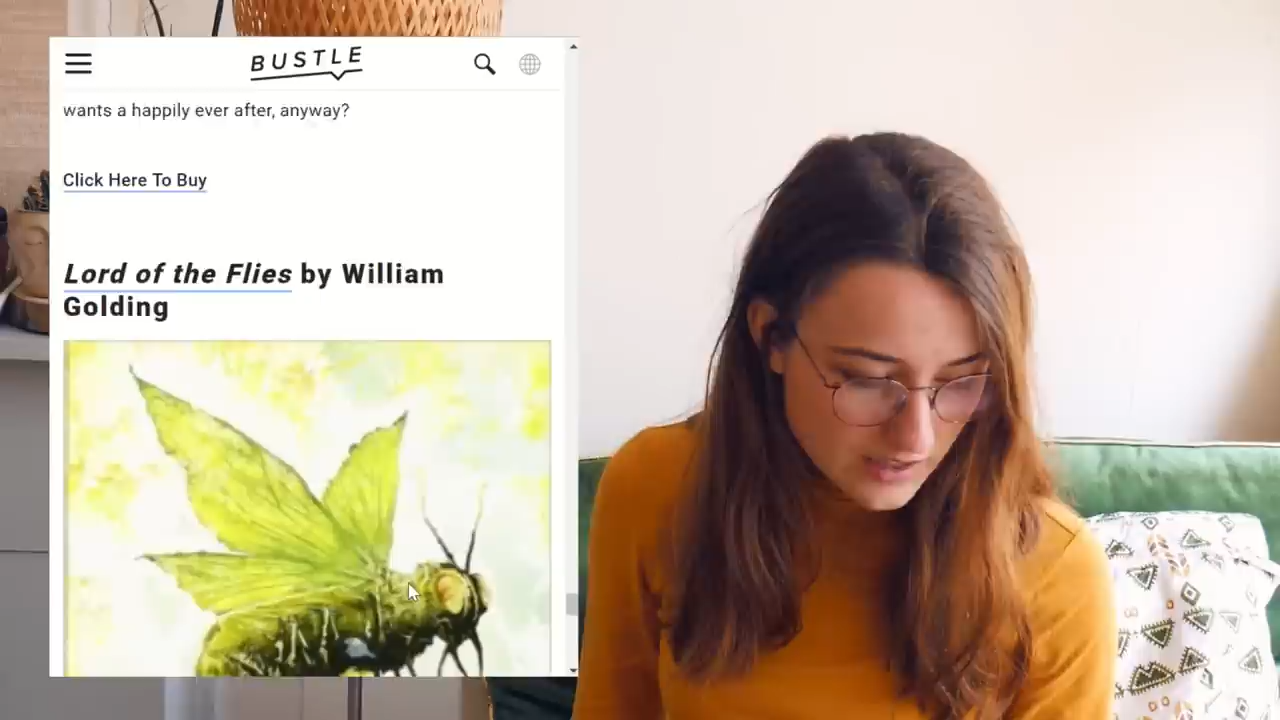 BUSTLE
wants a happily ever after, anyway?
Click Here To Buy
Lord of the Flies by William
Golding